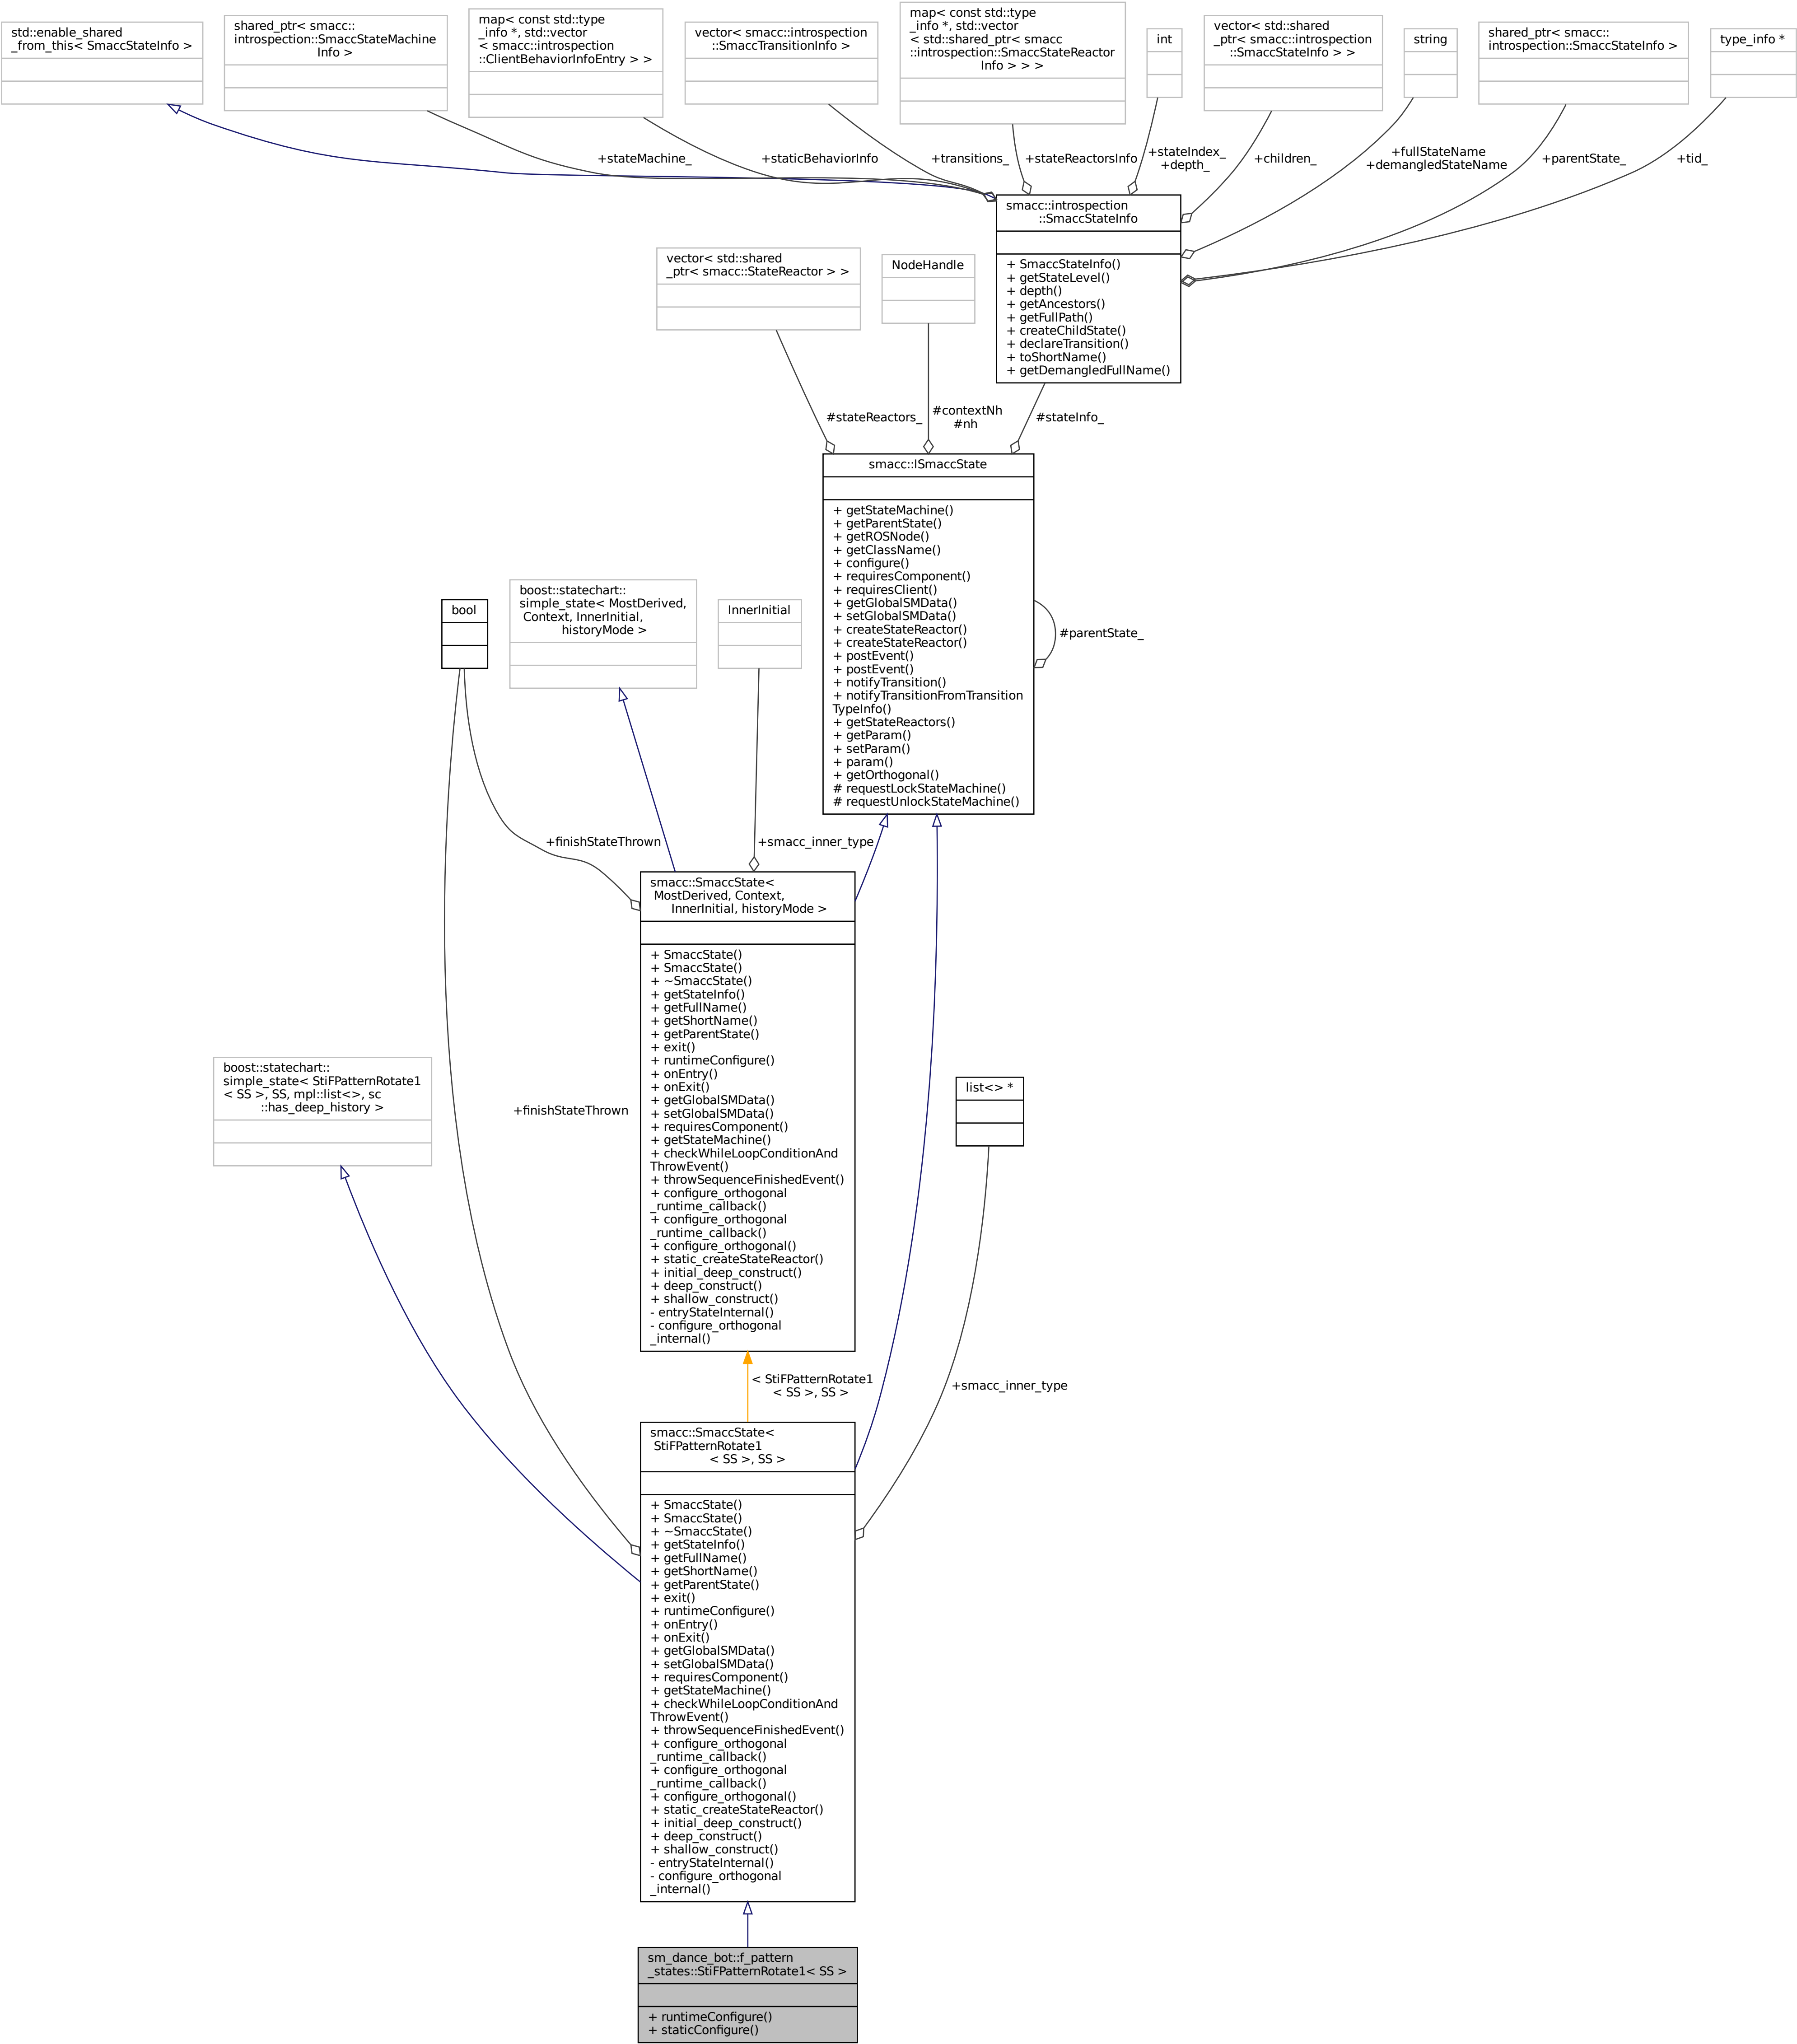 std::enable_shared
_from_this< SmaccStateInfo >
shared_ptr< smacc::
introspection::SmaccStateMachine
Info >
map< const std::type
_info *, std::vector
< smacc::introspection
::ClientBehaviorInfoEntry > >
vector< smacc::introspection
::SmaccTransitionInfo >
map< const std::type
_info *, std::vector
< std::shared_ptr< smacc
::introspection::SmaccStateReactor
Info > > >
int
vector< std::shared
_ptr< smacc::introspection
::SmaccStateInfo > >
string
shared_ptr< smacc::
introspection::SmaccStateInfo >
type_info *
+stateMachine_
+staticBehaviorInfo
+transitions_
+stateReactorsInfo
+stateIndex_
+depth_
+children_
+fullStateName
+demangledStateName
+parentState_
+tid_
smacc::introspection
::SmaccStateInfo
+ SmaccStateInfo()
+ getStateLevel()
+ depth()
+ getAncestors()
+ getFullPath()
+ createChildState()
+ declareTransition()
+ toShortName()
+ getDemangledFullName()
vector< std::shared
_ptr< smacc::StateReactor > >
NodeHandle
#stateReactors_
#contextNh
#nh
#stateInfo_
smacc::ISmaccState
+ getStateMachine()
+ getParentState()
+ getROSNode()
+ getClassName()
+ configure()
+ requiresComponent()
+ requiresClient()
+ getGlobalSMData()
+ setGlobalSMData()
+ createStateReactor()
+ createStateReactor()
+ postEvent()
+ postEvent()
+ notifyTransition()
+ notifyTransitionFromTransition
TypeInfo()
+ getStateReactors()
+ getParam()
+ setParam()
+ param()
+ getOrthogonal()
# requestLockStateMachine()
# requestUnlockStateMachine()
#parentState_
bool
boost::statechart::
simple_state< MostDerived,
Context, InnerInitial,
historyMode >
InnerInitial
+finishStateThrown
+smacc_inner_type
smacc::SmaccState<
MostDerived, Context,
InnerInitial, historyMode >
+ SmaccState()
+ SmaccState()
+ ~SmaccState()
+ getStateInfo()
+ getFullName()
+ getShortName()
+ getParentState()
+ exit()
+ runtimeConfigure()
+ onEntry()
+ onExit()
+ getGlobalSMData()
+ setGlobalSMData()
+ requiresComponent()
+ getStateMachine()
+ checkWhileLoopConditionAnd
ThrowEvent()
+ throwSequenceFinishedEvent()
+ configure_orthogonal
_runtime_callback()
+ configure_orthogonal
_runtime_callback()
+ configure_orthogonal()
+ static_createStateReactor()
+ initial_deep_construct()
+ deep_construct()
+ shallow_construct()
- entryStateInternal()
- configure_orthogonal
_internal()
boost::statechart::
simple_state< StiFPatternRotate1
< SS >, SS, mpl::list<>, sc
::has_deep_history >
+finishStateThrown
list<> *
< StiFPatternRotate1
< SS >, SS >
+smacc_inner_type
smacc::SmaccState<
StiFPatternRotate1
< SS >, SS >
+ SmaccState()
+ SmaccState()
+ ~SmaccState()
+ getStateInfo()
+ getFullName()
+ getShortName()
+ getParentState()
+ exit()
+ runtimeConfigure()
+ onEntry()
+ onExit()
+ getGlobalSMData()
+ setGlobalSMData()
+ requiresComponent()
+ getStateMachine()
+ checkWhileLoopConditionAnd
ThrowEvent()
+ throwSequenceFinishedEvent()
+ configure_orthogonal
_runtime_callback()
+ configure_orthogonal
_runtime_callback()
+ configure_orthogonal()
+ static_createStateReactor()
+ initial_deep_construct()
+ deep_construct()
+ shallow_construct()
- entryStateInternal()
- configure_orthogonal
_internal()
sm_dance_bot::f_pattern
_states::StiFPatternRotate1< SS >
+ runtimeConfigure()
+ staticConfigure()